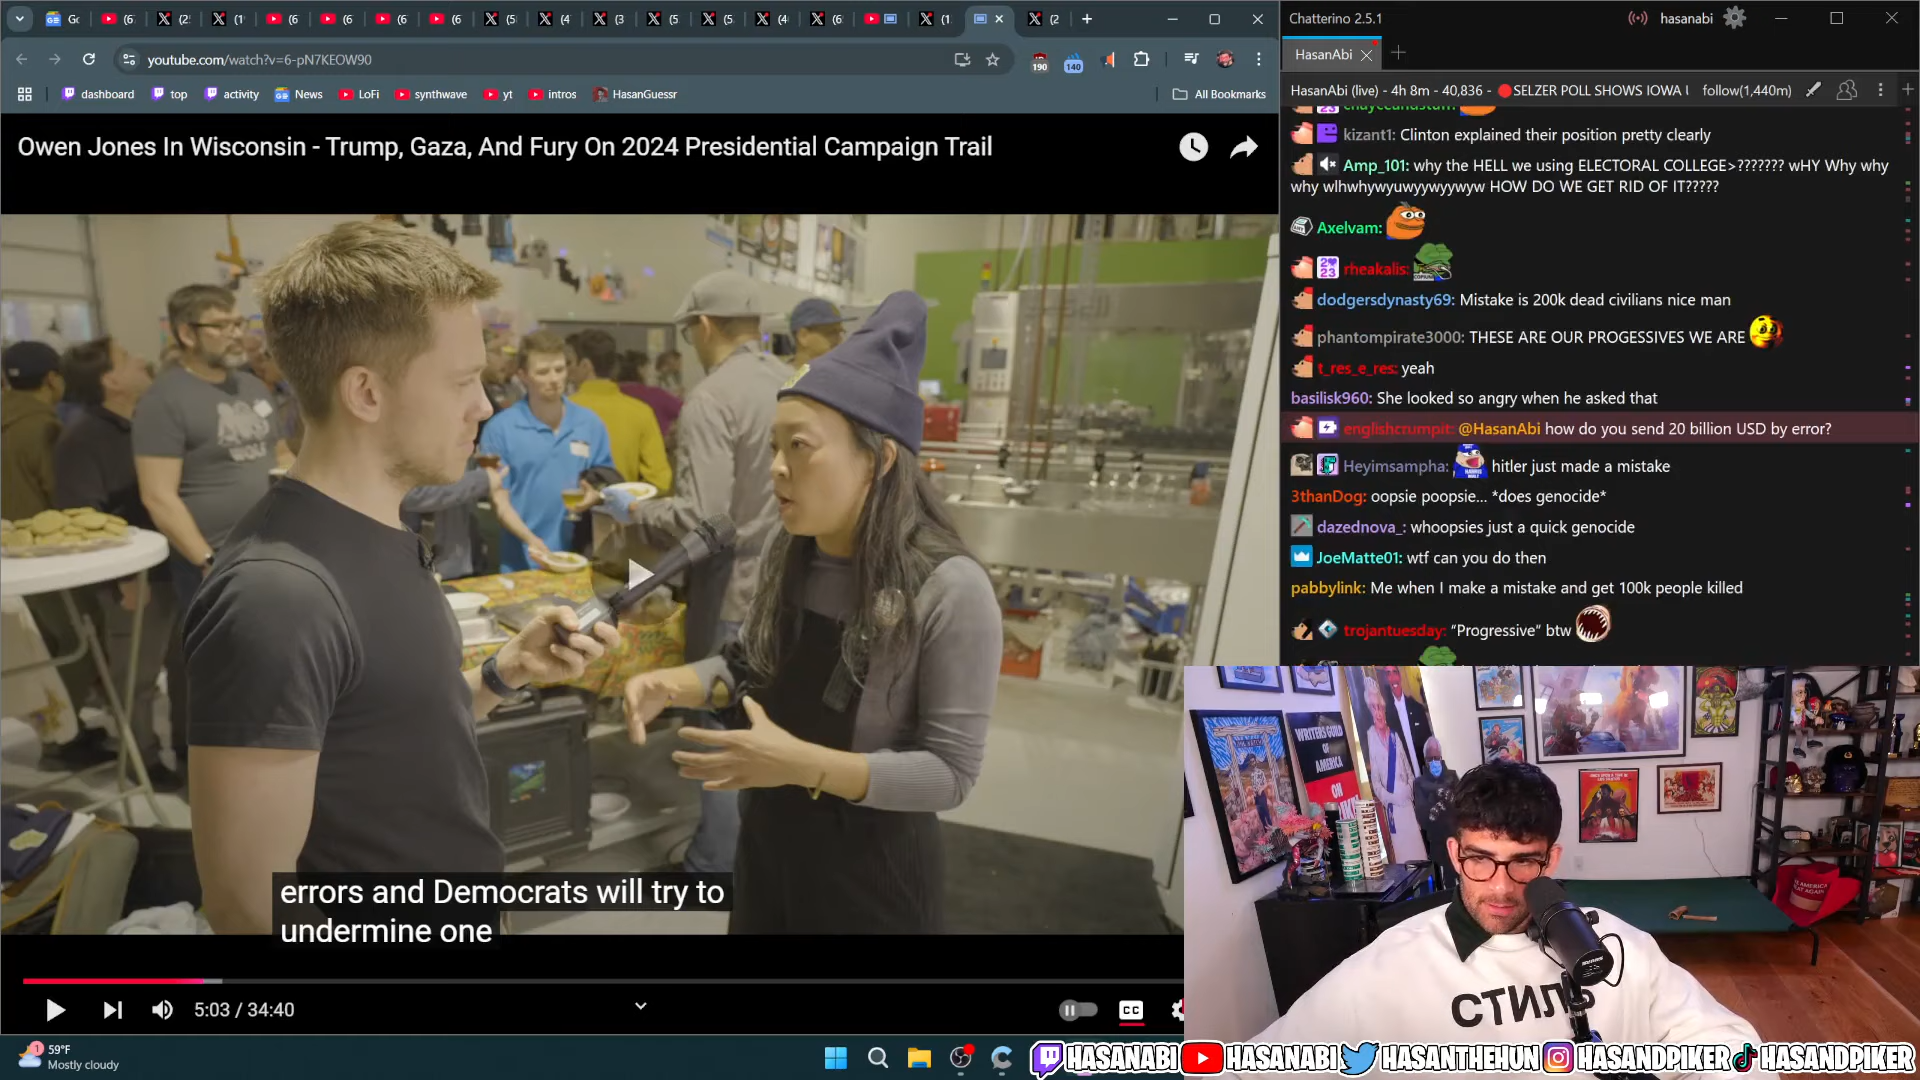 youtube.com/watch?v=6-pN7KEOW90
190
140
dashboard
top
activity
News
LoFi
synthwave
yt
intros
HasanGuessr
All Bookmarks
Owen Jones In Wisconsin - Trump, Gaza, And Fury On 2024 Presidential Campaign Trail
errors and Democrats will try to
undermine one
5:03 / 34:40
CC
Chatterino 2.5.1
hasanabi
HasanAbi
HasanAbi (live) - 4h 8m - 40,836 - 🔴SELZER POLL SHOWS IOWA
follow(1,440m)
kizant1: Clinton explained their position pretty clearly
Amp_101: why the HELL we using ELECTORAL COLLEGE>??????? wHY Why why
why wlhwhywyuwyywyywyw HOW DO WE GET RID OF IT?????
Axelvam:
rheakalis:
dodgersdynasty69: Mistake is 200k dead civilians nice man
phantompirate3000: THESE ARE OUR PROGESSIVES WE ARE
t_res_e_res: yeah
basilisk960: She looked so angry when he asked that
englishcrumpit: @HasanAbi how do you send 20 billion USD by error?
Heyimsampha: hitler just made a mistake
3thanDog: oopsie poopsie... *does genocide*
dazednova_: whoopsies just a quick genocide
JoeMatte01: wtf can you do then
pabbylink: Me when I make a mistake and get 100k people killed
trojantuesday: “Progressive” btw
WRITERS GUILD
OF
AMERICA
ON
СТИЛЬ
1
59°F
Mostly cloudy
HASANABI
HASANABI
HASANTHEHUN
HASANDPIKER
HASANDPIKER